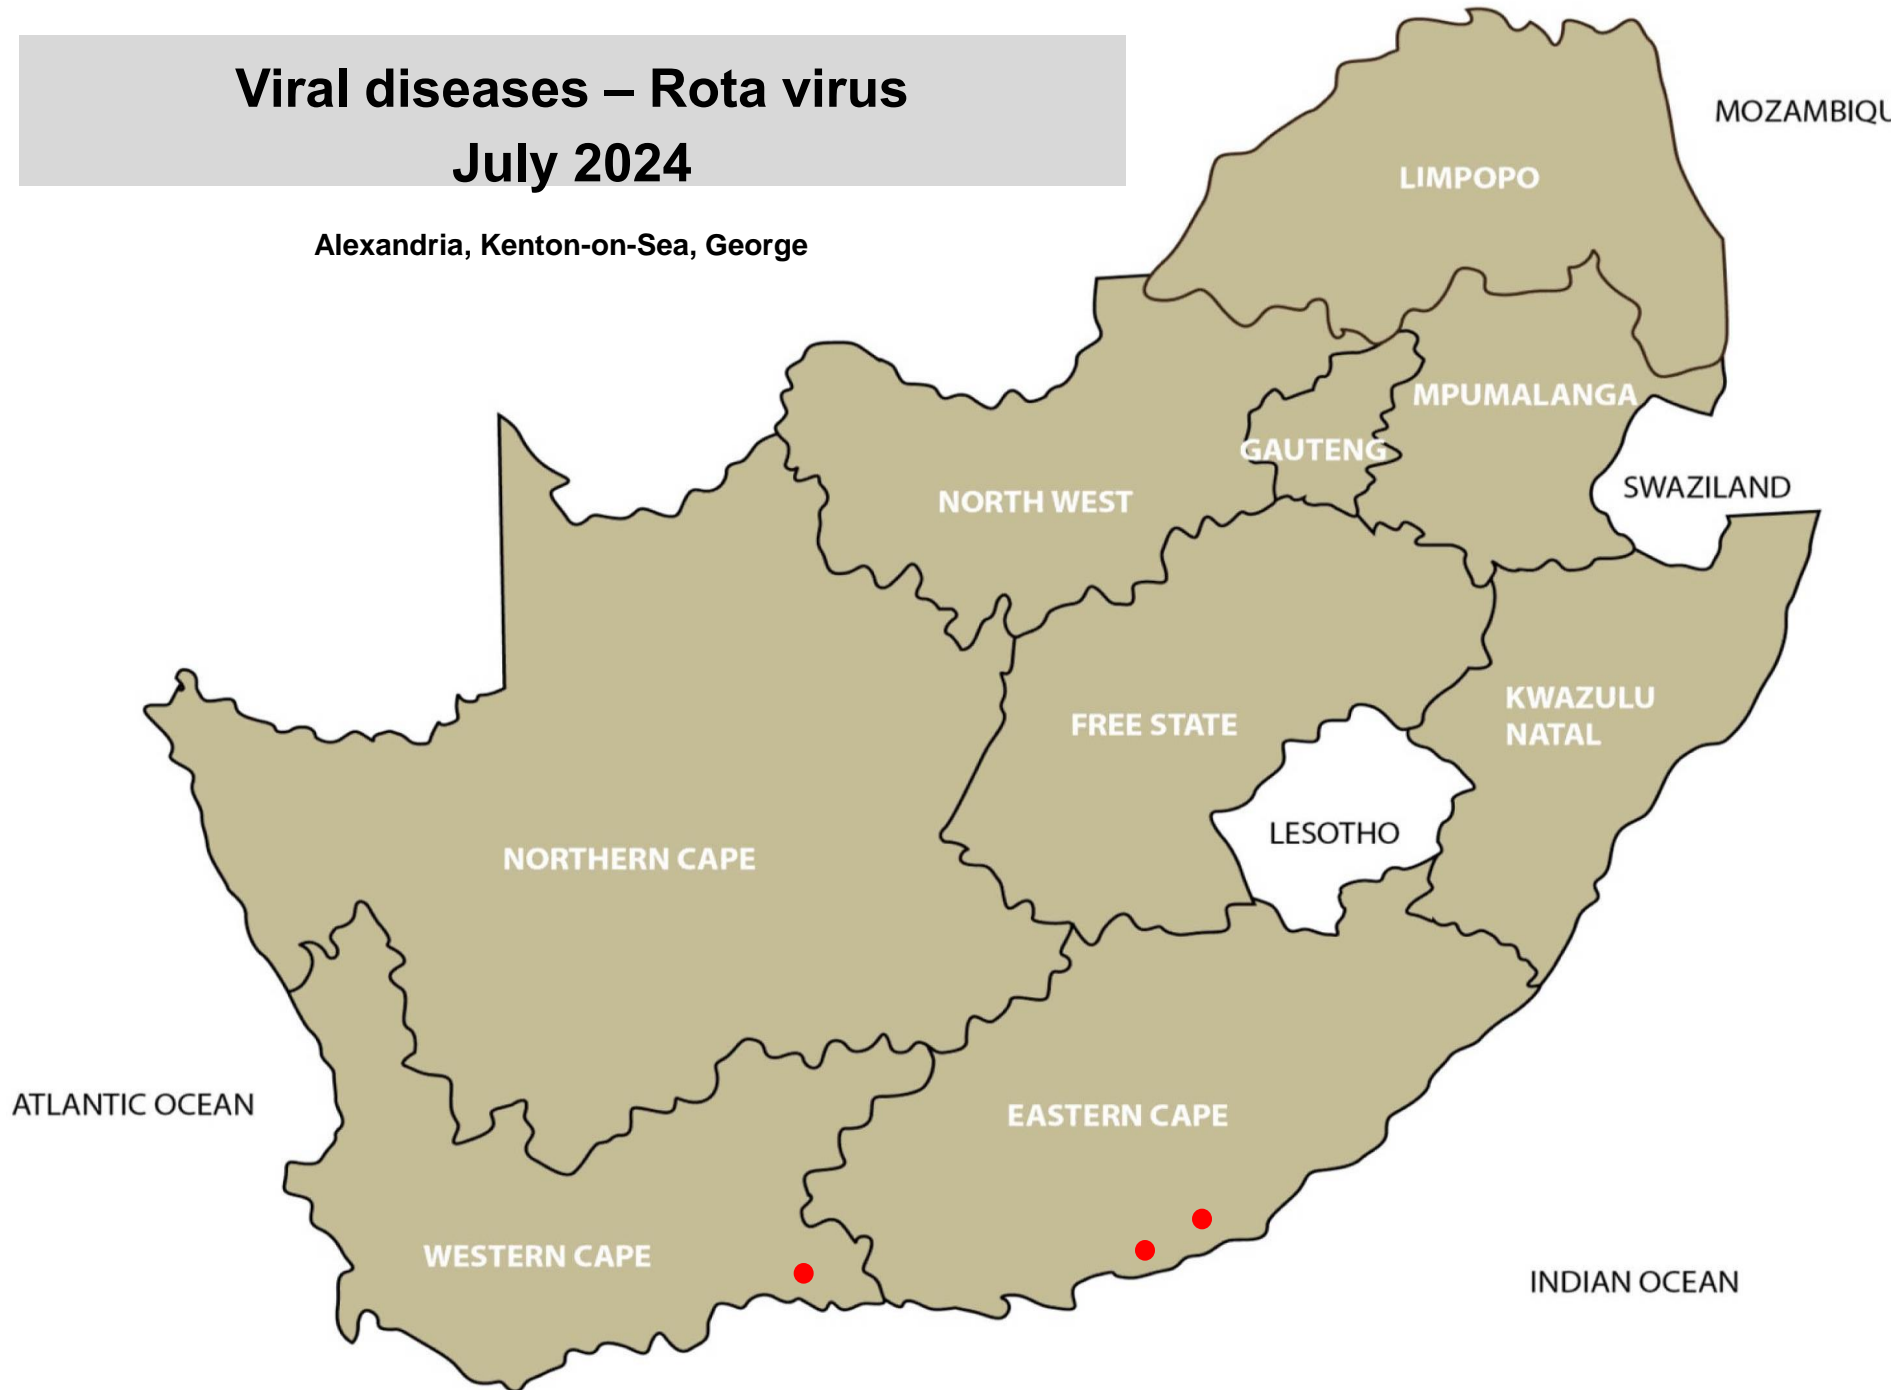 Viral diseases – Rota virus
July 2024
Alexandria, Kenton-on-Sea, George
MOZAMBIQU
LIMPOPO
MPUMALANGA
GAUTENG
SWAZILAND
NORTH WEST
KWAZULU
NATAL
FREE STATE
LESOTHO
NORTHERN CAPE
ATLANTIC OCEAN
EASTERN CAPE
WESTERN CAPE
INDIAN OCEAN